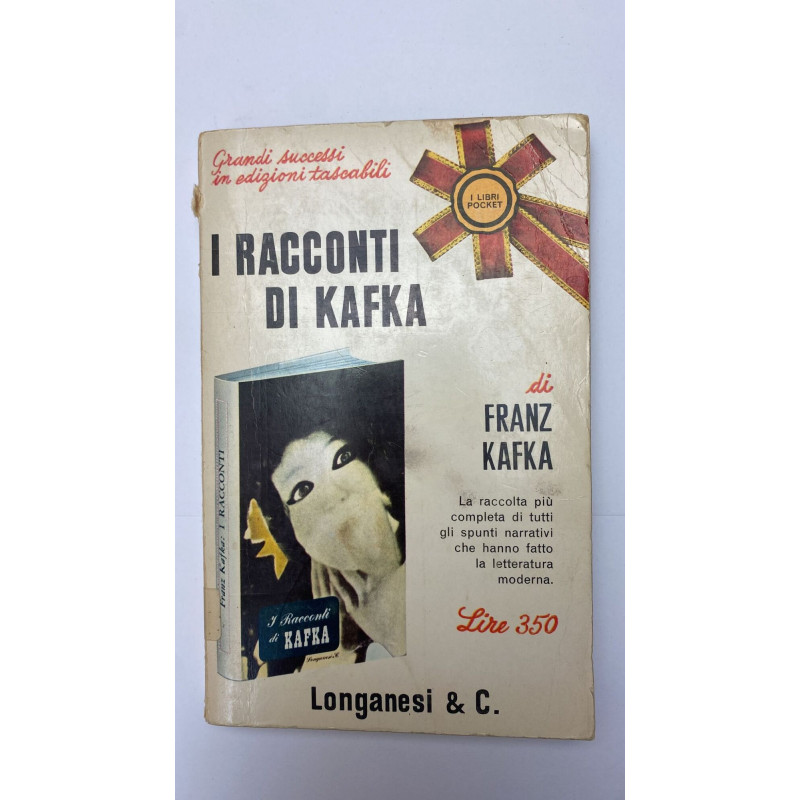 Grandi successi
in edizioni tascabili
I LIBRI
POCKET
I RACCONTI
DI KAFKA
di
FRANZ
KAFKA
La raccolta più
completa di tutti
gli spunti narrativi
che hanno fatto
la letteratura
moderna.
Lire 350
Franz Kafka: I RACCONTI
I Racconti
di KAFKA
Longanesi & C.